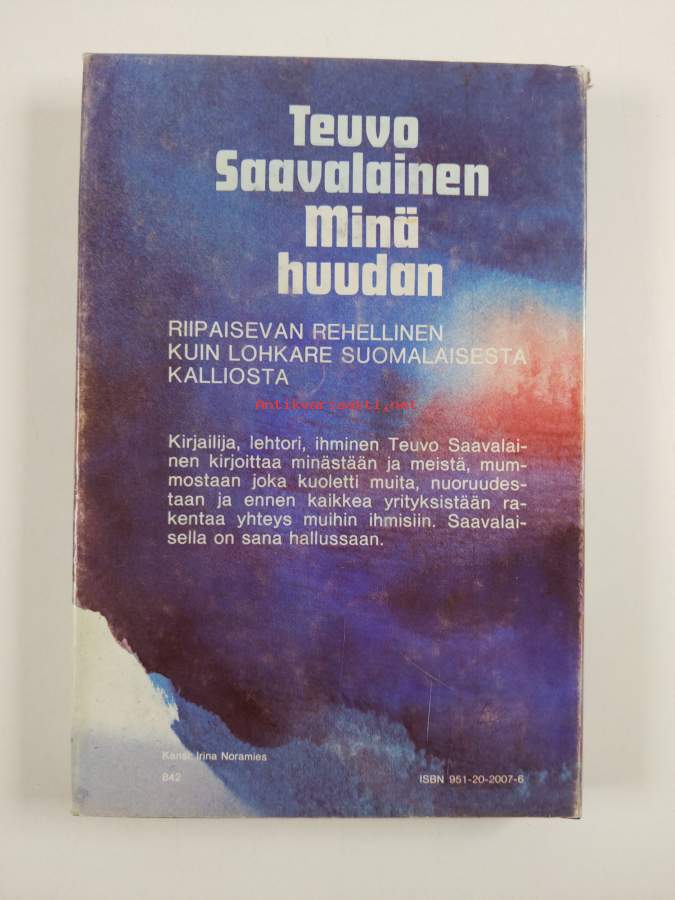 Teuvo
Saavalainen
Minä
huudan
RIIPAISEVAN REHELLINEN
KUIN LOHKARE SUOMALAISESTA
KALLIOSTA
Antikvariaatti.net
Kirjailija, lehtori, ihminen Teuvo Saavalai-
nen kirjoittaa minästään ja meistä, mum-
mostaan joka kuoletti muita, nuoruudes-
taan ja ennen kaikkea yrityksistään ra-
kentaa yhteys muihin ihmisiin. Saavalai-
sella on sana hallussaan.
Kansi: Irina Noramies
842
ISBN 951-20-2007-6